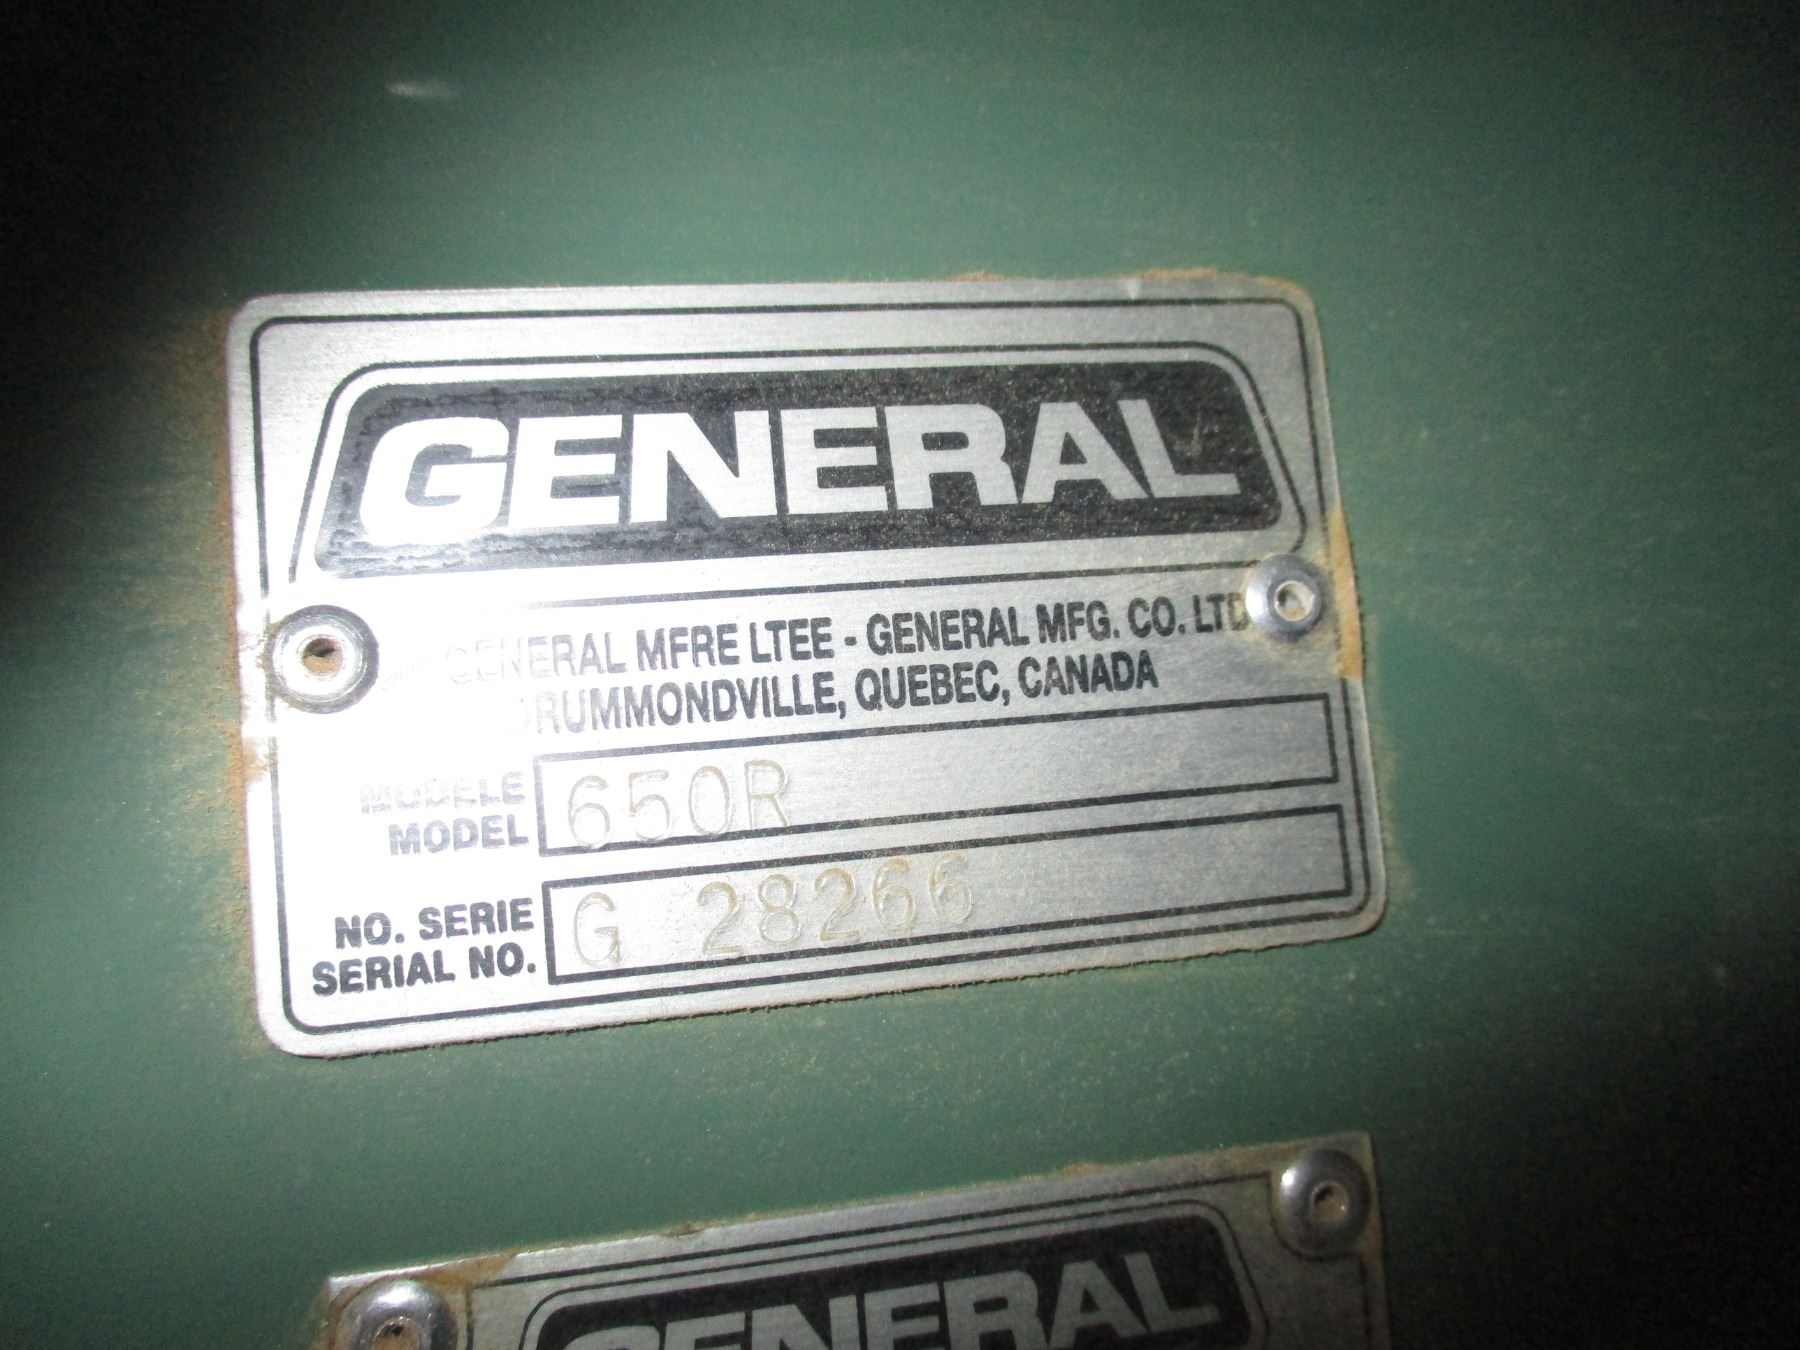 GENERAL
GENERAL MFRE LTEE - GENERAL MFG. CO. LTD
DRUMMONDVILLE, QUEBEC, CANADA
MODELE
MODEL 650R
NO. SERIE
SERIAL NO. G 28266
GENERAL